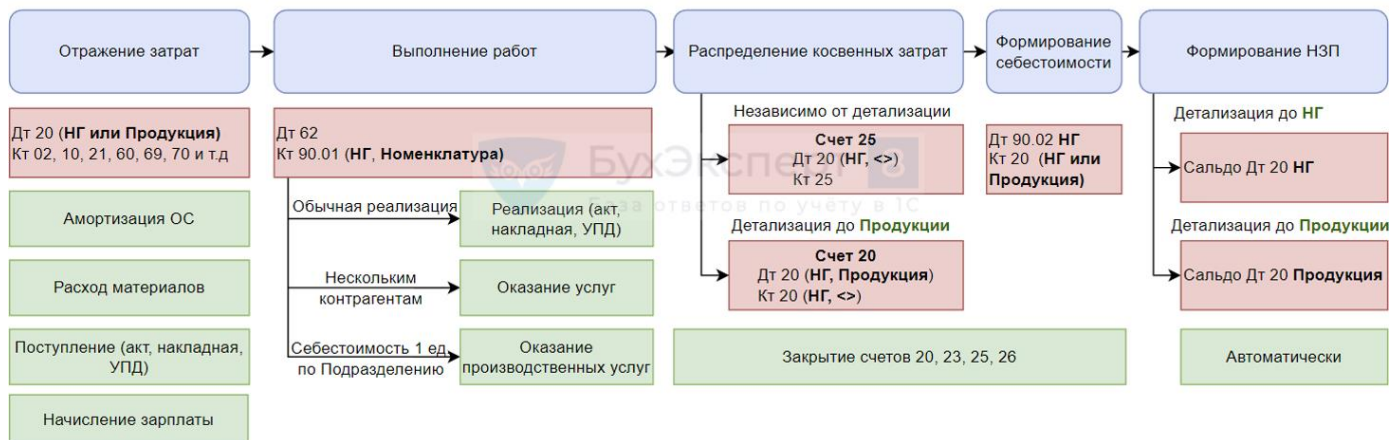 Отражение затрат
Выполнение работ
Распределение косвенных затрат
Формирование
себестоимости
Формирование НЗП
Дт 20 (НГ или Продукция)
Кт 02, 10, 21, 60, 69, 70 и т.д
Амортизация ОС
Расход материалов
Поступление (акт, накладная,
УПД)
Начисление зарплаты
Дт 62
Кт 90.01 (НГ, Номенклатура)
Обычная реализация
Реализация (акт,
накладная, УПД)
Нескольким
контрагентам
Оказание услуг
Себестоимость 1 ед.
по Подразделению
Оказание
производственных услуг
Независимо от детализации
Счет 25
Дт 20 (НГ, <>)
Кт 25
Детализация до Продукции
Счет 20
Дт 20 (НГ, Продукция)
Кт 20 (НГ, <>)
Закрытие счетов 20, 23, 25, 26
Дт 90.02 НГ
Кт 20 (НГ или
Продукция)
Детализация до НГ
Сальдо Дт 20 НГ
Детализация до Продукции
Сальдо Дт 20 Продукция
Автоматически
БухЭксперт 8
База ответов по учёту в 1С